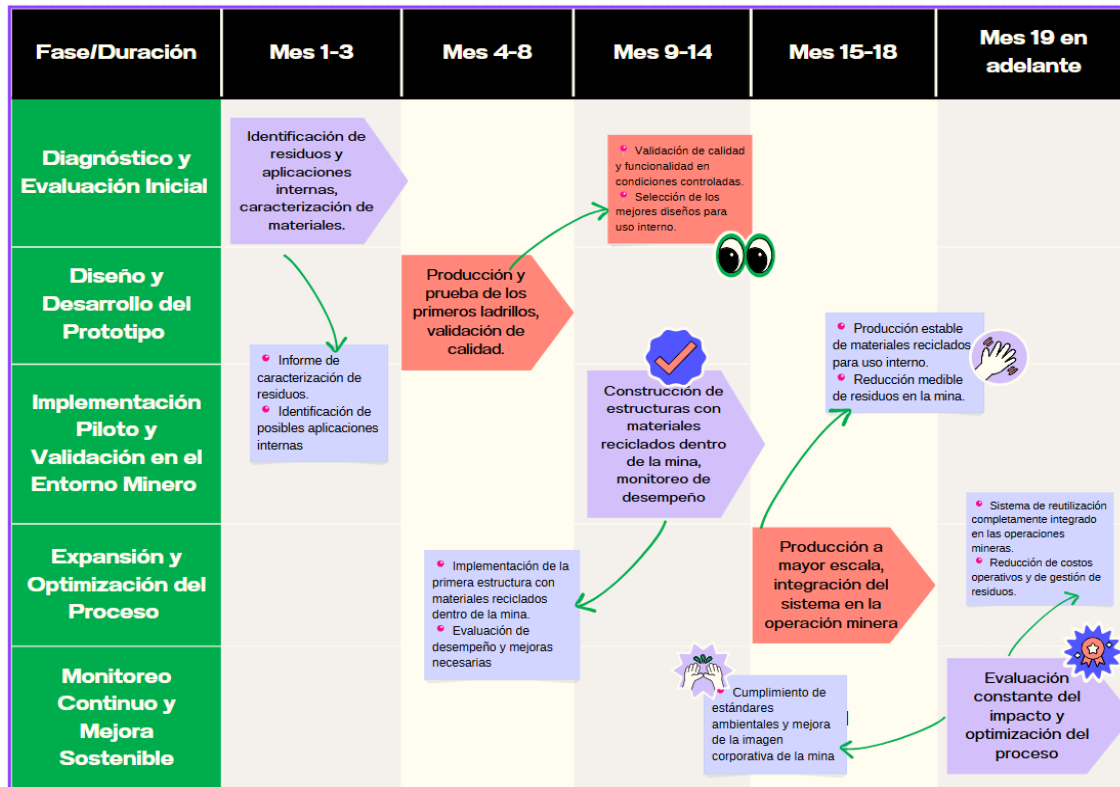 Fase/Duración
Mes 1-3
Mes 4-8
Mes 9-14
Mes 15-18
Mes 19 en
adelante
Diagnóstico y
Evaluación Inicial
Identificación de
residuos y
aplicaciones
internas,
caracterización de
materiales.
Validación de calidad
y funcionalidad en
condiciones controladas.
Selección de los
mejores diseños para
uso interno.
Diseño y
Desarrollo del
Prototipo
Producción y
prueba de los
primeros ladrillos,
validación de
calidad.
Producción estable
de materiales reciclados
para uso interno.
Reducción medible
de residuos en la mina.
Implementación
Piloto y
Validación en el
Entorno Minero
Informe de
caracterización de
residuos.
Identificación de
posibles aplicaciones
internas
Construcción de
estructuras con
materiales
reciclados dentro
de la mina,
monitoreo de
desempeño
Expansión y
Optimización del
Proceso
Implementación de la
primera estructura con
materiales reciclados
dentro de la mina.
Evaluación de
desempeño y mejoras
necesarias
Producción a
mayor escala,
integración del
sistema en la
operación minera
Sistema de reutilización
completamente integrado
en las operaciones
mineras.
Reducción de costos
operativos y de gestión de
residuos.
Monitoreo
Continuo y
Mejora
Sostenible
Cumplimiento de
estándares
ambientales y mejora
de la imagen
corporativa de la mina
Evaluación
constante del
impacto y
optimización del
proceso